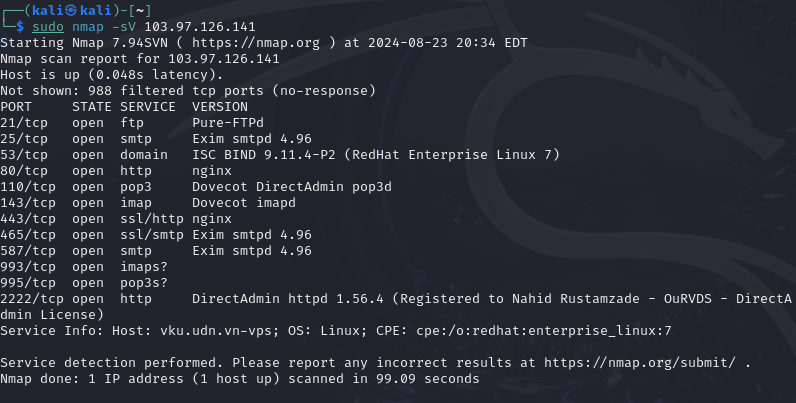 ┌──(kali㉿kali)-[~]
└─$ sudo nmap -sV 103.97.126.141
Starting Nmap 7.94SVN ( https://nmap.org ) at 2024-08-23 20:34 EDT
Nmap scan report for 103.97.126.141
Host is up (0.048s latency).
Not shown: 988 filtered tcp ports (no-response)
PORT     STATE SERVICE  VERSION
21/tcp   open  ftp      Pure-FTPd
25/tcp   open  smtp     Exim smtpd 4.96
53/tcp   open  domain   ISC BIND 9.11.4-P2 (RedHat Enterprise Linux 7)
80/tcp   open  http     nginx
110/tcp  open  pop3     Dovecot DirectAdmin pop3d
143/tcp  open  imap     Dovecot imapd
443/tcp  open  ssl/http nginx
465/tcp  open  ssl/smtp Exim smtpd 4.96
587/tcp  open  smtp     Exim smtpd 4.96
993/tcp  open  imaps?
995/tcp  open  pop3s?
2222/tcp open  http     DirectAdmin httpd 1.56.4 (Registered to Nahid Rustamzade - OuRVDS - DirectA
dmin License)
Service Info: Host: vku.udn.vn-vps; OS: Linux; CPE: cpe:/o:redhat:enterprise_linux:7

Service detection performed. Please report any incorrect results at https://nmap.org/submit/ .
Nmap done: 1 IP address (1 host up) scanned in 99.09 seconds